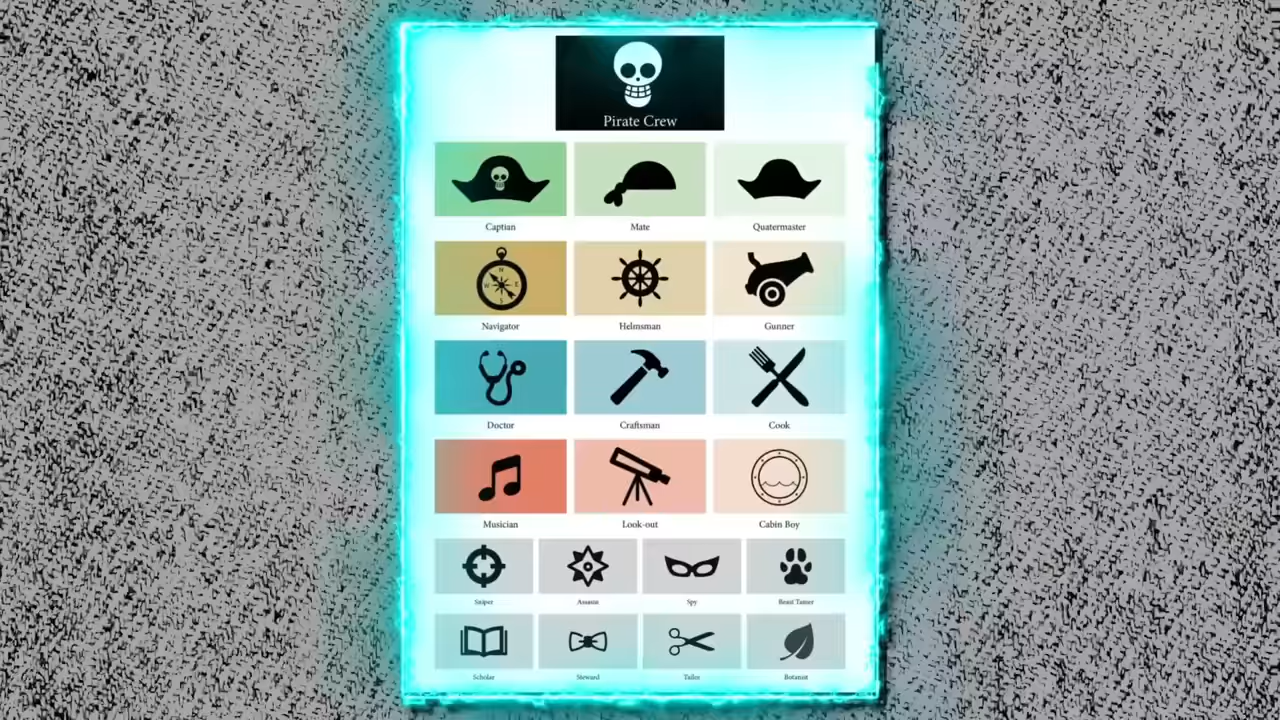 Pirate Crew
Captian
Mate
Quatermaster
Navigator
Helmsman
Gunner
Doctor
Craftsman
Cook
Musician
Look-out
Cabin Boy
Sniper
Assasin
Spy
Beast Tamer
Scholar
Steward
Tailor
Botanist